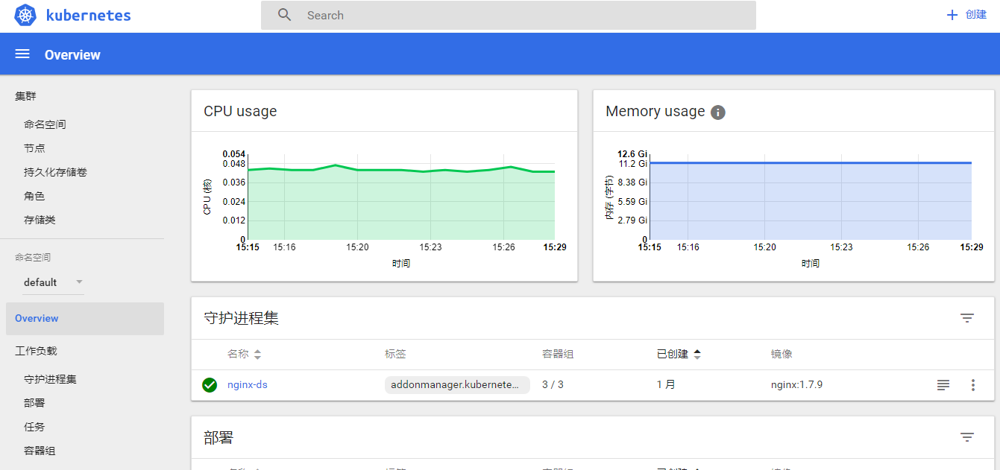 kubernetes
Search
创建
Overview
集群
命名空间
节点
持久化存储卷
角色
存储类
命名空间
default
Overview
工作负载
守护进程集
部署
任务
容器组
CPU usage
0.054
0.048
0.036
0.024
0.012
0
CPU (核)
15:15 15:16 15:20 15:23 15:26 15:29
时间
Memory usage
12.6 Gi
11.2 Gi
8.38 Gi
5.59 Gi
2.79 Gi
0
内存 (字节)
15:15 15:16 15:20 15:23 15:26 15:29
时间
守护进程集
名称 标签 容器组 已创建 镜像
nginx-ds addonmanager.kubernete... 3 / 3 1 月 nginx:1.7.9
部署